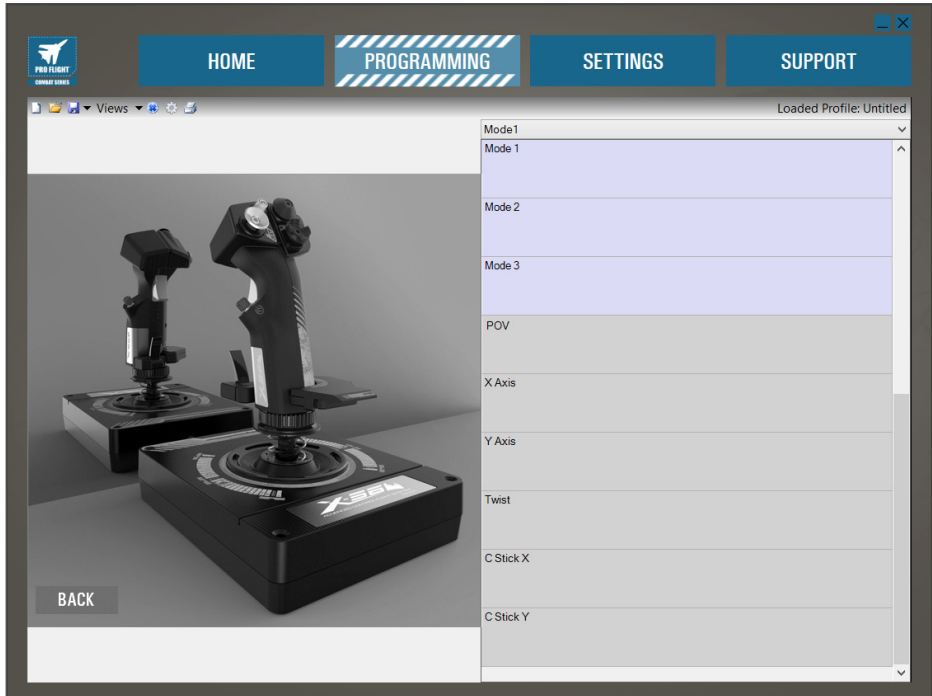 PRO FLIGHT
COMBAT SERIES
HOME
PROGRAMMING
SETTINGS
SUPPORT
Views
Loaded Profile: Untitled
Mode1
Mode 1
Mode 2
Mode 3
POV
X Axis
Y Axis
Twist
C Stick X
C Stick Y
X-56
BACK